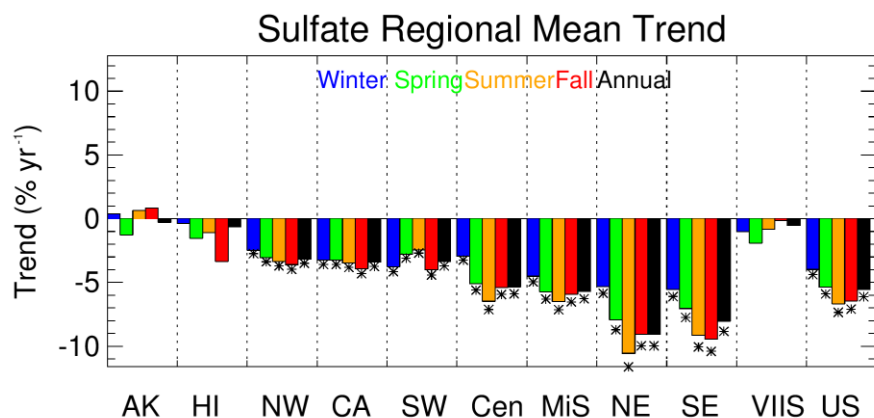 Sulfate Regional Mean Trend
Winter Spring Summer Fall Annual
Trend (% yr⁻¹)
10
5
0
-5
-10
AK HI NW CA SW Cen MiS NE SE VIIS US